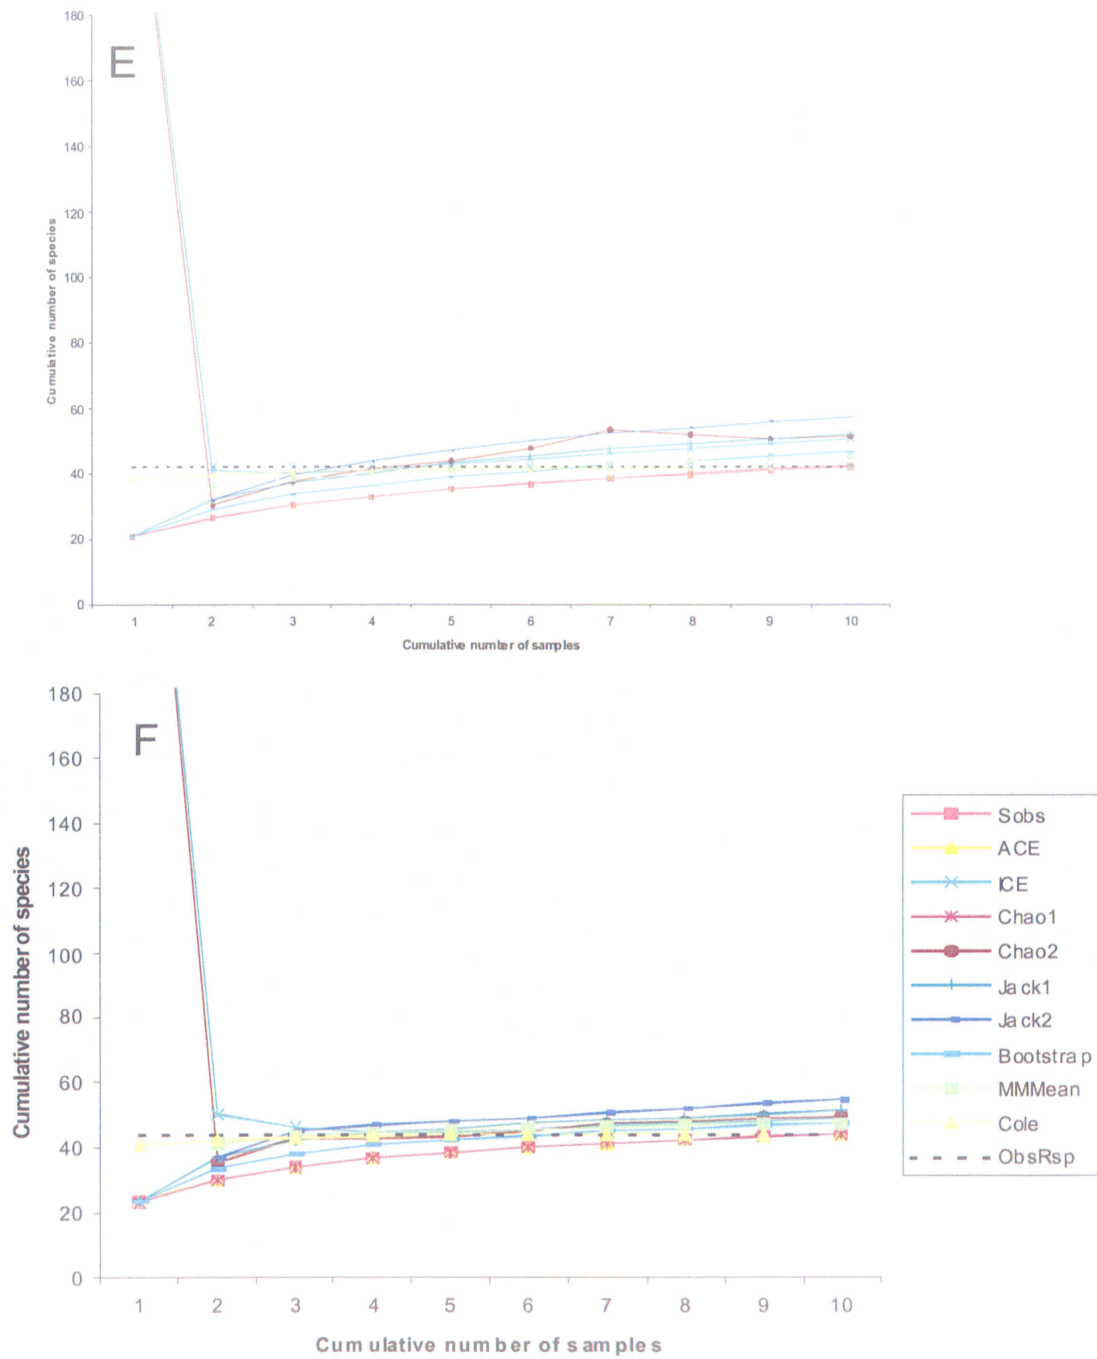 E
180
160
140
120
100
80
60
40
20
0
Cumulative number of species
1 2 3 4 5 6 7 8 9 10
Cumulative number of samples
F
180
160
140
120
100
80
60
40
20
0
Cumulative number of species
1 2 3 4 5 6 7 8 9 10
Cumulative number of samples
Sobs
ACE
ICE
Chao1
Chao2
Jack1
Jack2
Bootstrap
MMMean
Cole
ObsRsp